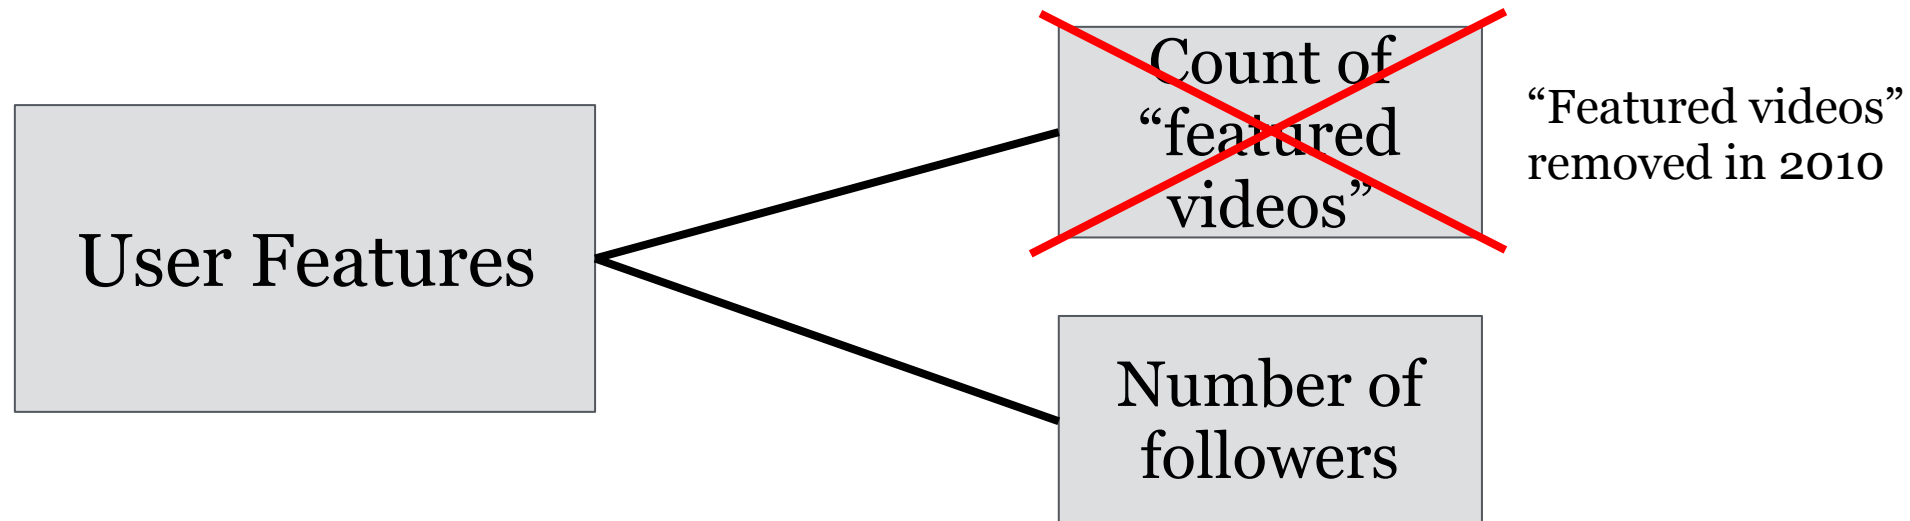 User Features
Count of
“featured
videos”
“Featured videos”
removed in 2010
Number of
followers